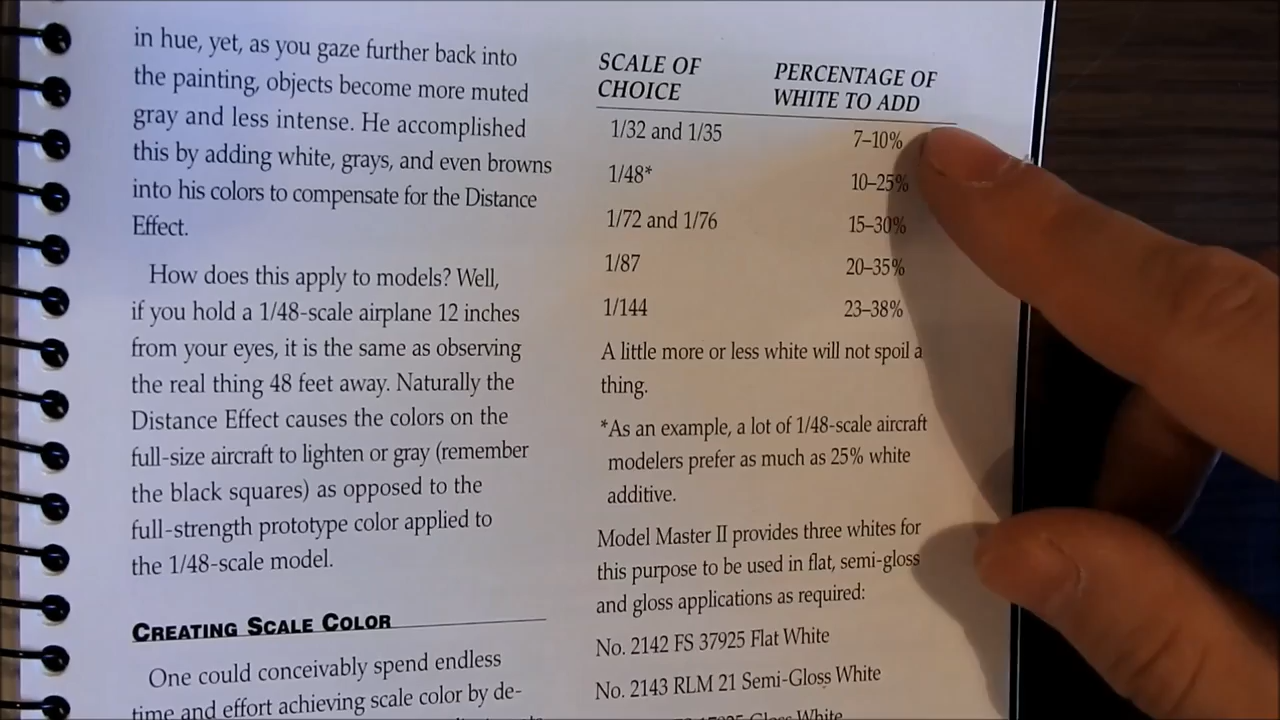 in hue, yet, as you gaze further back into
the painting, objects become more muted
gray and less intense. He accomplished
this by adding white, grays, and even browns
into his colors to compensate for the Distance
Effect.
How does this apply to models? Well,
if you hold a 1/48-scale airplane 12 inches
from your eyes, it is the same as observing
the real thing 48 feet away. Naturally the
Distance Effect causes the colors on the
full-size aircraft to lighten or gray (remember
the black squares) as opposed to the
full-strength prototype color applied to
the 1/48-scale model.
CREATING SCALE COLOR
One could conceivably spend endless
time and effort achieving scale color by de-
SCALE OF PERCENTAGE OF
CHOICE WHITE TO ADD
1/32 and 1/35 7–10%
1/48* 10–25%
1/72 and 1/76 15–30%
1/87 20–35%
1/144 23–38%
A little more or less white will not spoil a
thing.
*As an example, a lot of 1/48-scale aircraft
modelers prefer as much as 25% white
additive.
Model Master II provides three whites for
this purpose to be used in flat, semi-gloss
and gloss applications as required:
No. 2142 FS 37925 Flat White
No. 2143 RLM 21 Semi-Gloss White
Gloss White